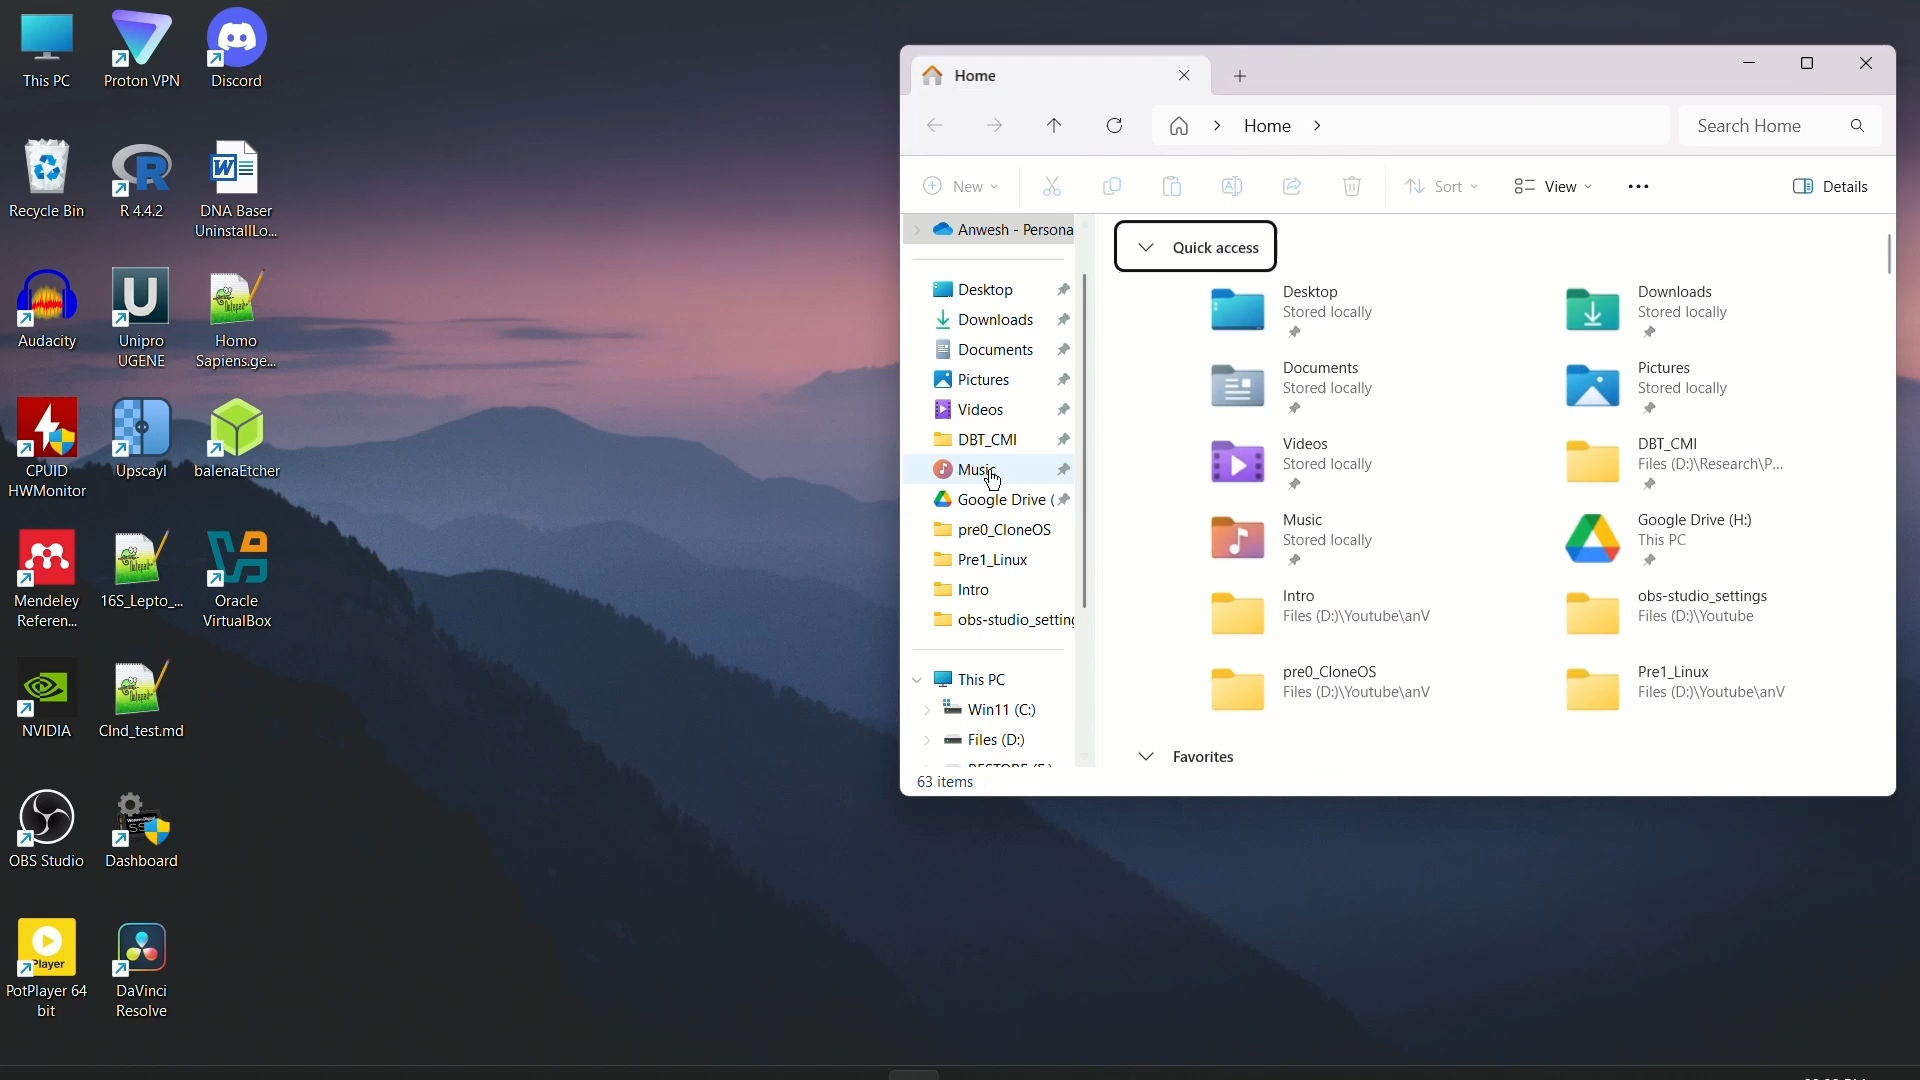 This PC
Proton VPN
Discord
Recycle Bin
R 4.4.2
DNA Baser
UninstallLo...
Audacity
Unipro
UGENE
Homo
Sapiens.ge...
CPUID
HWMonitor
Upscayl
balenaEtcher
Mendeley
Referen...
16S_Lepto_...
Oracle
VirtualBox
NVIDIA
Clnd_test.md
OBS Studio
Dashboard
Player
PotPlayer 64
bit
DaVinci
Resolve
Home
Home
Search Home
New
Sort
View
Details
Anwesh - Persona
Desktop
Downloads
Documents
Pictures
Videos
DBT_CMI
Music
Google Drive (
pre0_CloneOS
Pre1_Linux
Intro
obs-studio_setting
This PC
Win11 (C:)
Files (D:)
63 items
Quick access
Desktop
Stored locally
Downloads
Stored locally
Documents
Stored locally
Pictures
Stored locally
Videos
Stored locally
DBT_CMI
Files (D:)\Research\P...
Music
Stored locally
Google Drive (H:)
This PC
Intro
Files (D:)\Youtube\anV
obs-studio_settings
Files (D:)\Youtube
pre0_CloneOS
Files (D:)\Youtube\anV
Pre1_Linux
Files (D:)\Youtube\anV
Favorites